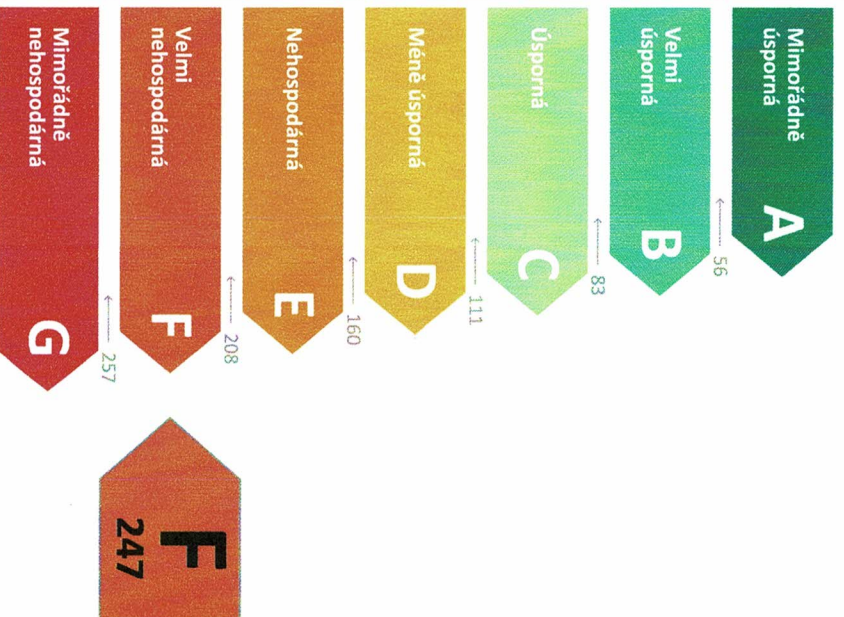 Mimořádně
úsporná
A
56
Velmi
úsporná
B
83
Úsporná
C
111
Méně úsporná
D
160
Nehospodárná
E
208
Velmi
nehospodárná
F
257
Mimořádně
nehospodárná
G
F
247